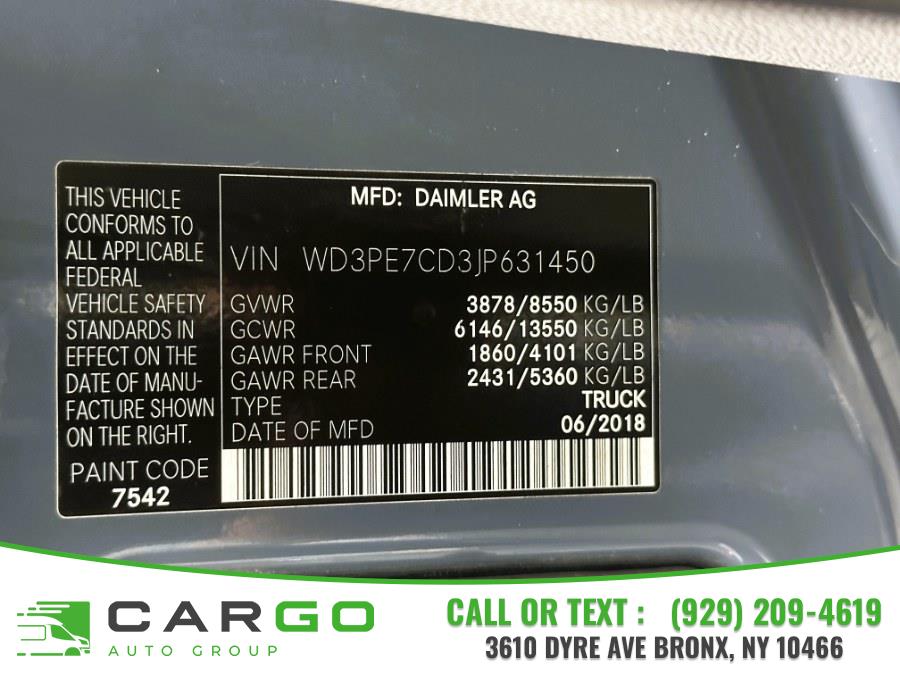 THIS VEHICLE
CONFORMS TO
ALL APPLICABLE
FEDERAL
VEHICLE SAFETY
STANDARDS IN
EFFECT ON THE
DATE OF MANU-
FACTURE SHOWN
ON THE RIGHT.
PAINT CODE
7542
MFD: DAIMLER AG
VIN WD3PE7CD3JP631450
GVWR 3878/8550 KG/LB
GCWR 6146/13550 KG/LB
GAWR FRONT 1860/4101 KG/LB
GAWR REAR 2431/5360 KG/LB
TYPE TRUCK
DATE OF MFD 06/2018
CARGO
AUTO GROUP
CALL OR TEXT : (929) 209-4619
3610 DYRE AVE BRONX, NY 10466